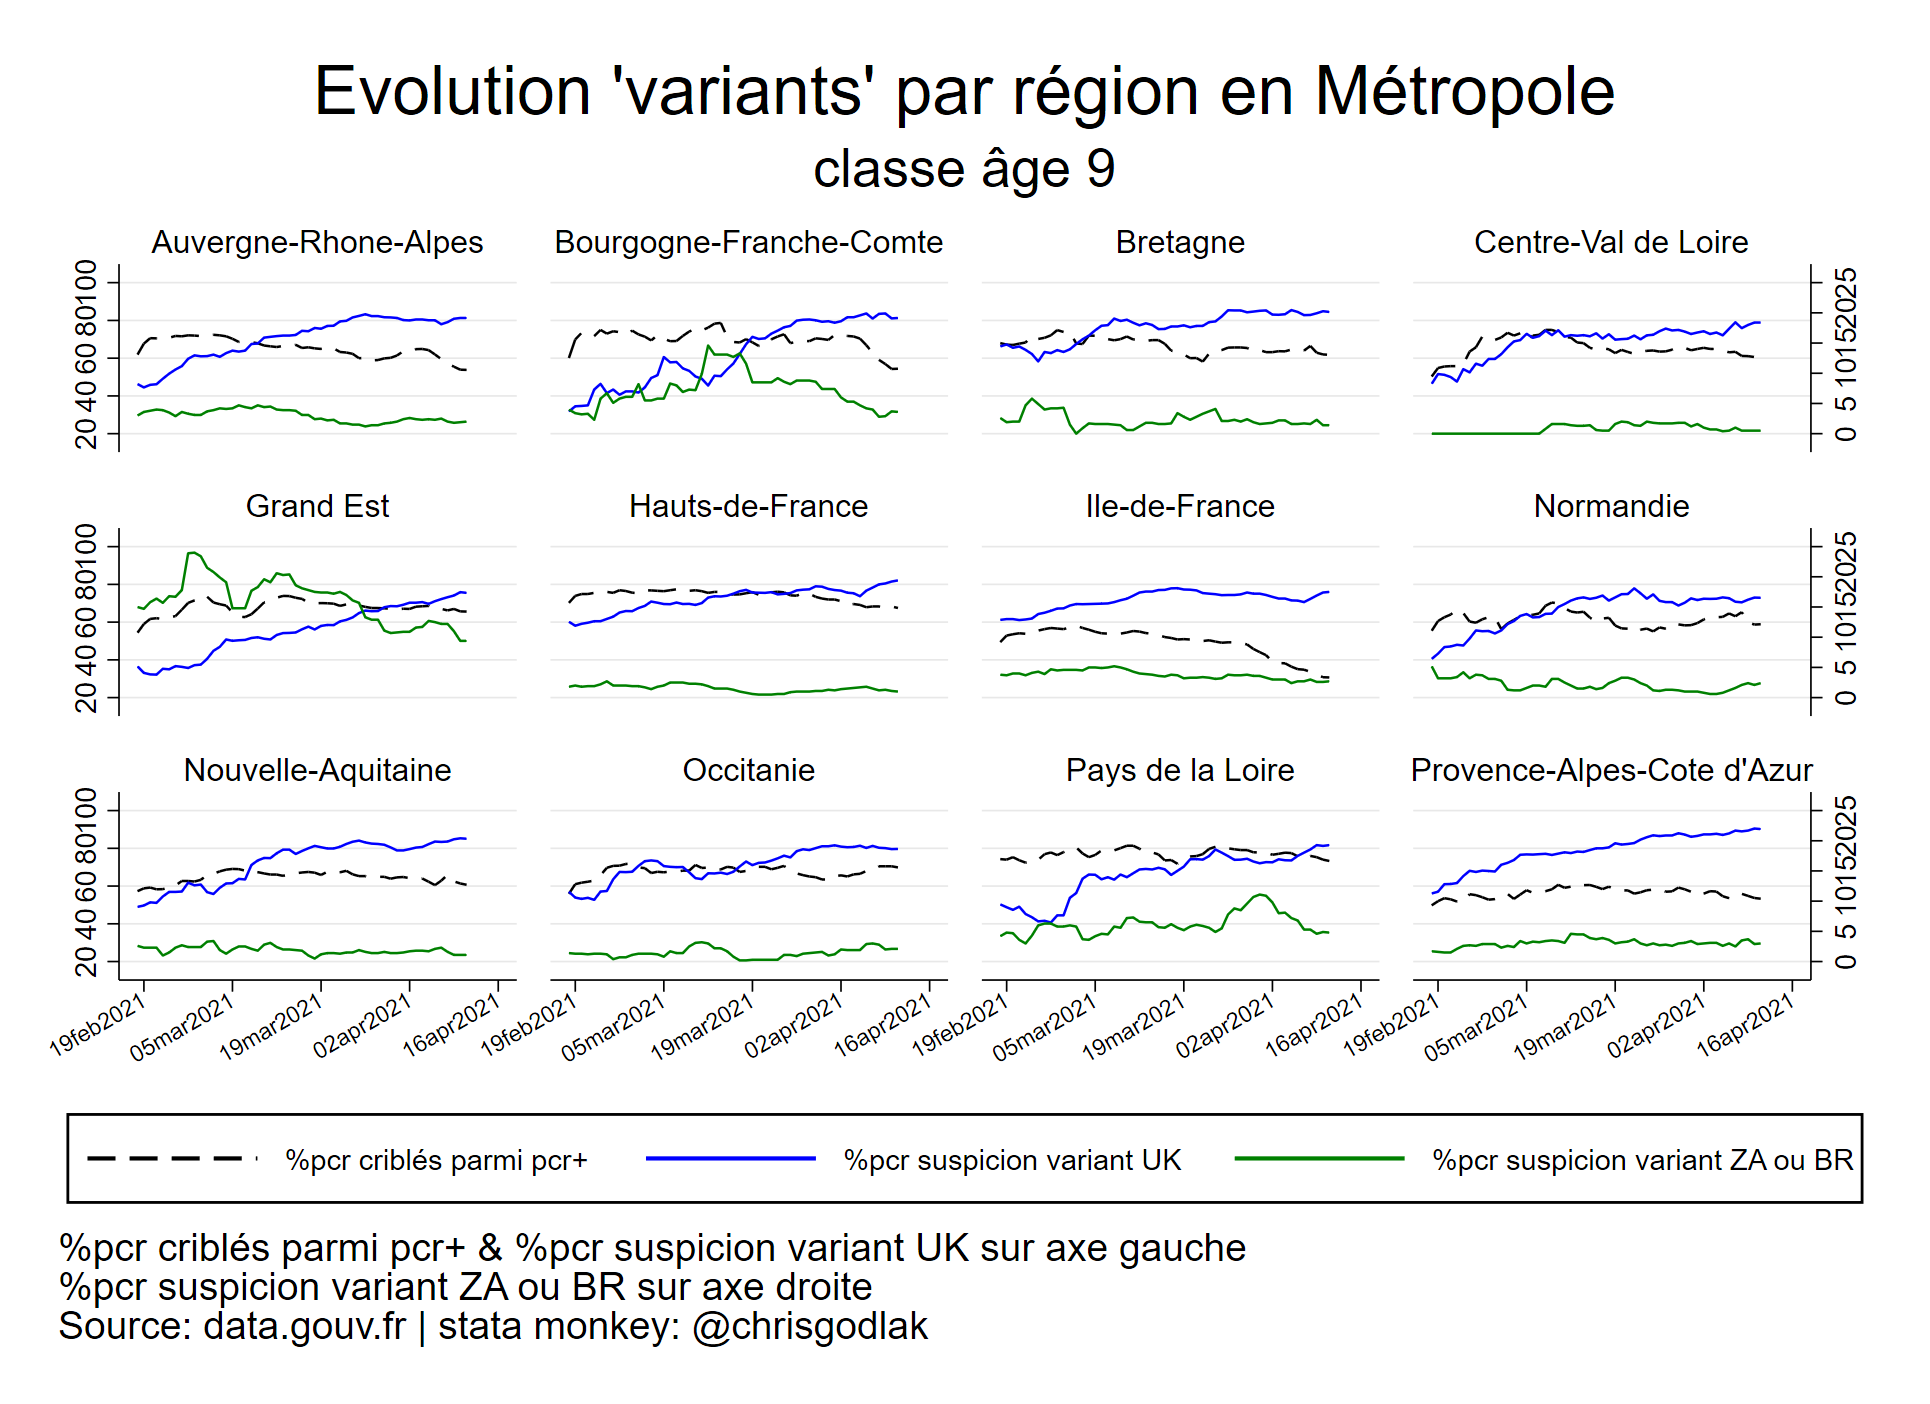 Evolution 'variants' par région en Métropole
classe âge 9
Auvergne-Rhone-Alpes
Bourgogne-Franche-Comte
Bretagne
Centre-Val de Loire
20 40 60 80 100
0 5 10 15 20 25
Grand Est
Hauts-de-France
Ile-de-France
Normandie
20 40 60 80 100
0 5 10 15 20 25
Nouvelle-Aquitaine
Occitanie
Pays de la Loire
Provence-Alpes-Cote d'Azur
20 40 60 80 100
0 5 10 15 20 25
19feb2021 05mar2021 19mar2021 02apr2021 16apr2021
19feb2021 05mar2021 19mar2021 02apr2021 16apr2021
19feb2021 05mar2021 19mar2021 02apr2021 16apr2021
19feb2021 05mar2021 19mar2021 02apr2021 16apr2021
%pcr criblés parmi pcr+
%pcr suspicion variant UK
%pcr suspicion variant ZA ou BR
%pcr criblés parmi pcr+ & %pcr suspicion variant UK sur axe gauche
%pcr suspicion variant ZA ou BR sur axe droite
Source: data.gouv.fr | stata monkey: @chrisgodlak